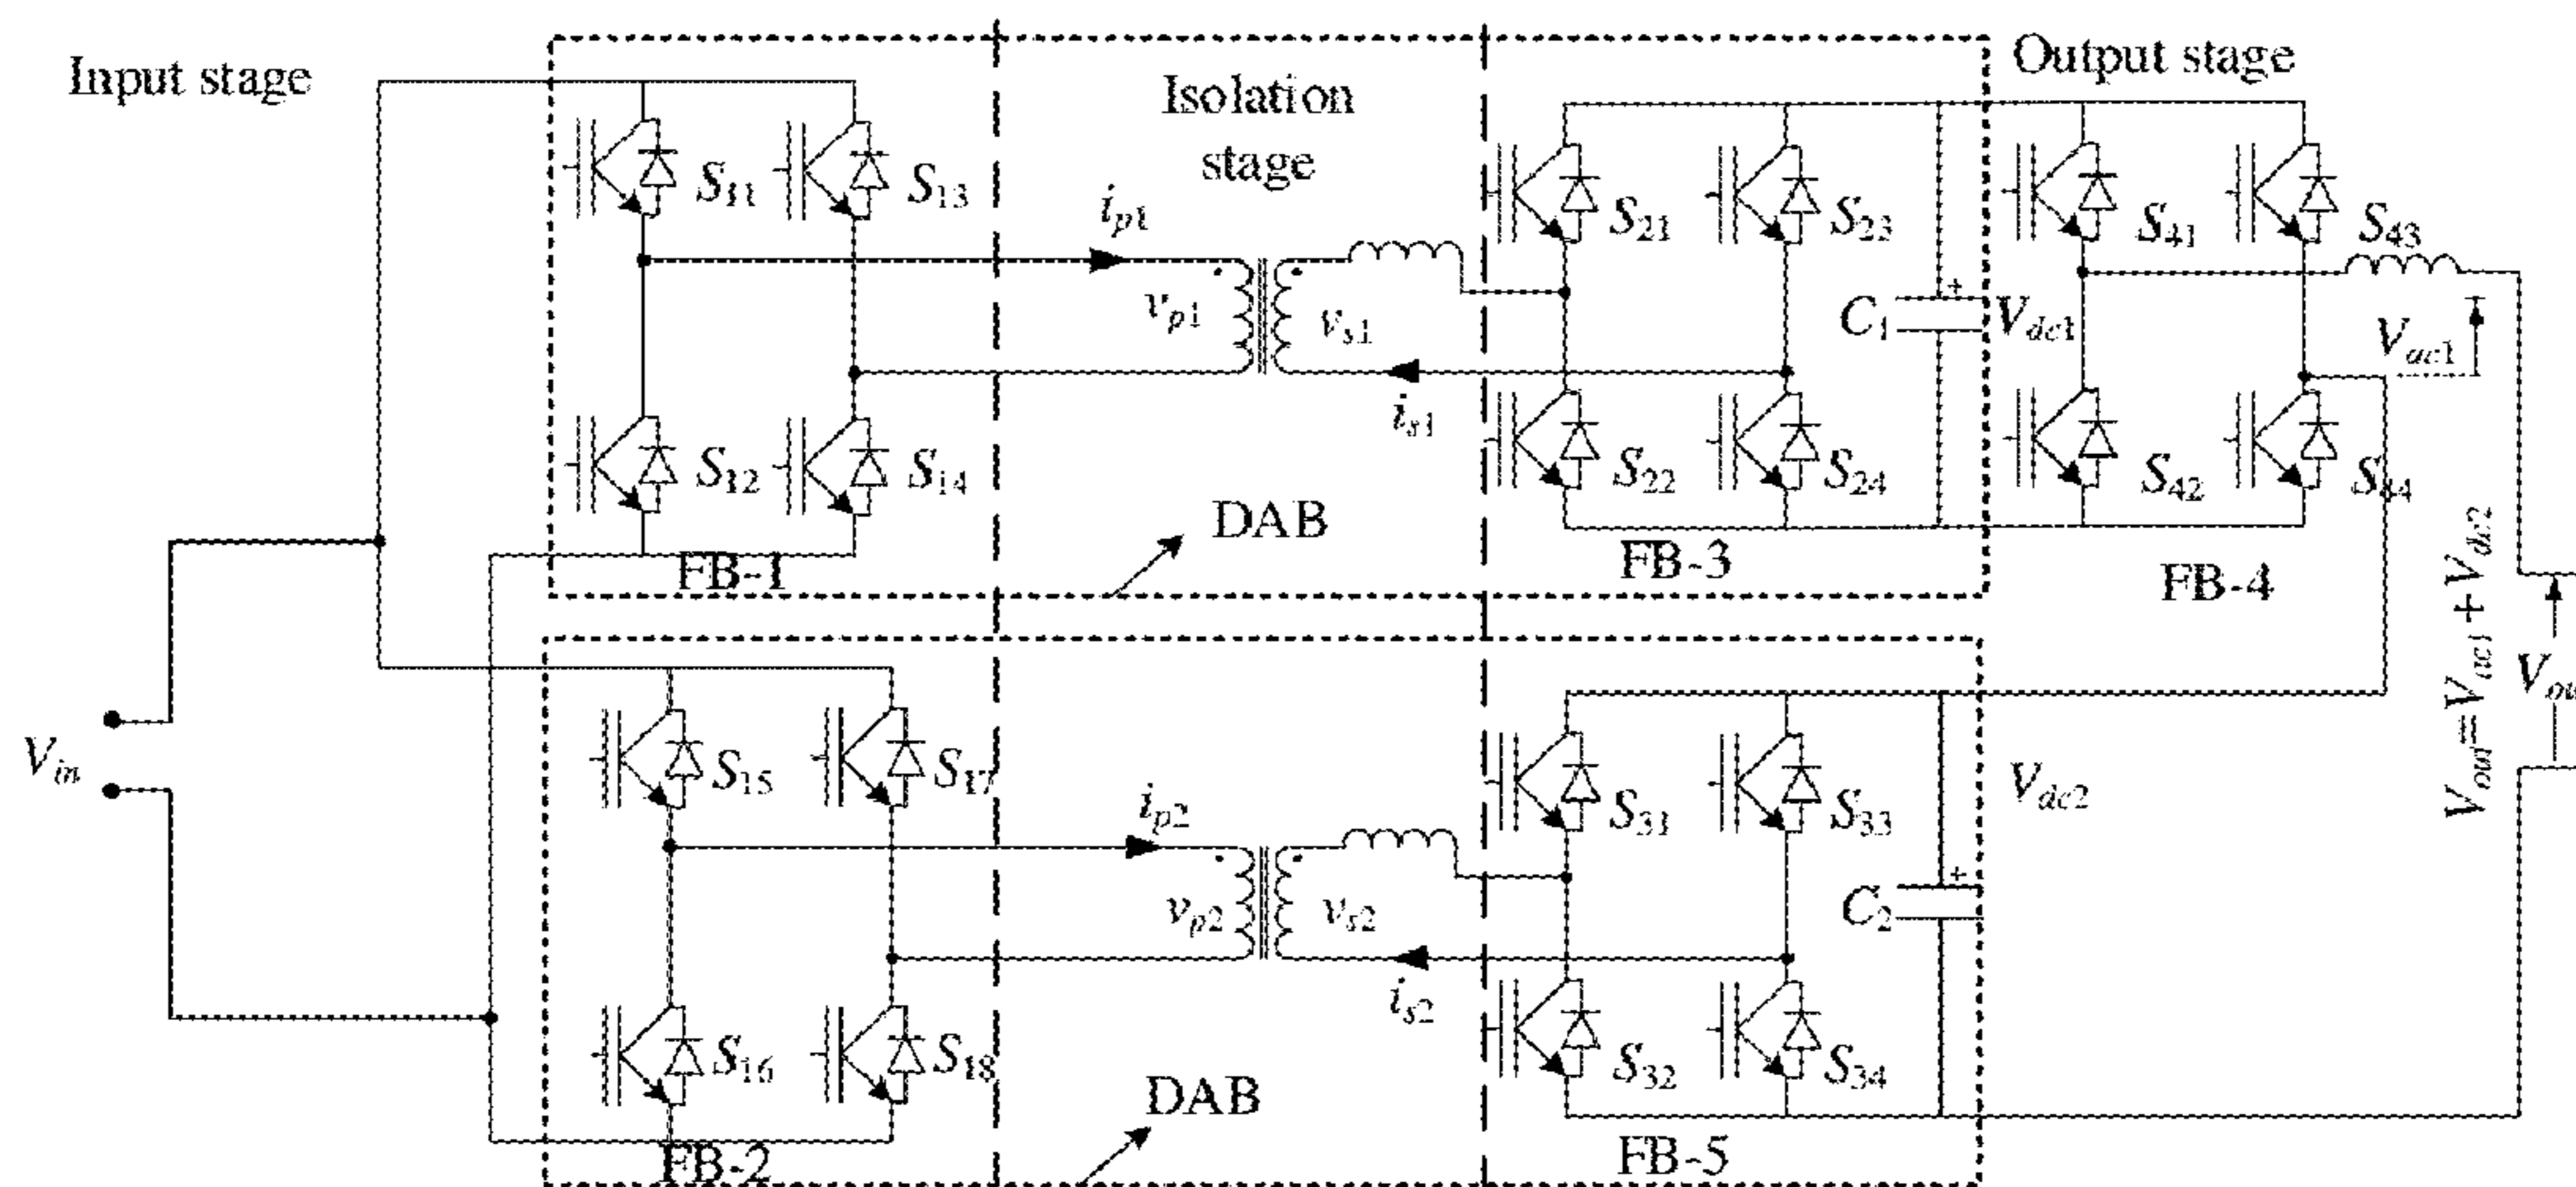 Input stage
Isolation
stage
Output stage
S11
S13
ip1
vp1
vs1
is1
S12
S14
FB-1
DAB
S21
S23
S22
S24
FB-3
C1
+
Vdc1
S41
S43
S42
S44
FB-4
Vac1
Vin
S15
S17
ip2
vp2
vs2
is2
S16
S18
FB-2
DAB
S31
S33
S32
S34
FB-5
C2
+
Vdc2
Vout=Vac1+Vdc2
Vou